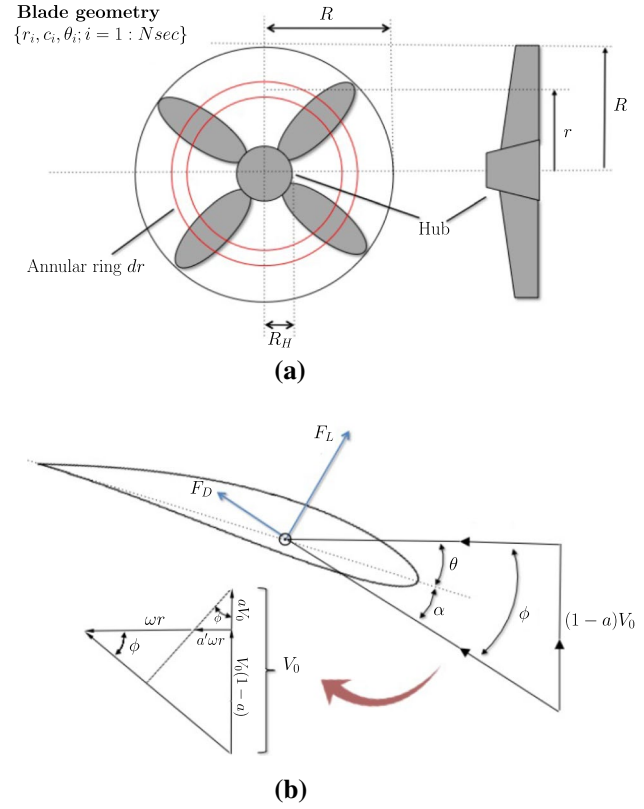 Blade geometry
{r_i, c_i, θ_i; i = 1 : Nsec}
R
R
r
Hub
Annular ring dr
R_H
(a)
F_L
F_D
θ
α
ϕ
(1 − a)V_0
ωr
ϕ
aV_0
ϕ
a′ωr
V_0(1 − a)
V_0
(b)